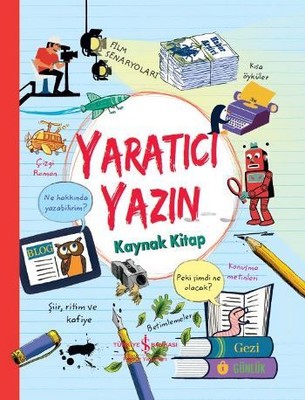 FILM
SENARYOLARI
Kısa
öyküler
Çizgi
Roman...
YARATICI
YAZIN
Kaynak Kitap
Ne hakkında
yazabilirim?
BLOG
Konuşma
metinleri
Peki şimdi ne
olacak?
Şiir, ritim ve
kafiye
Betimlemeler
Gezi
GÜNLÜK
TÜRKİYE İŞ BANKASI